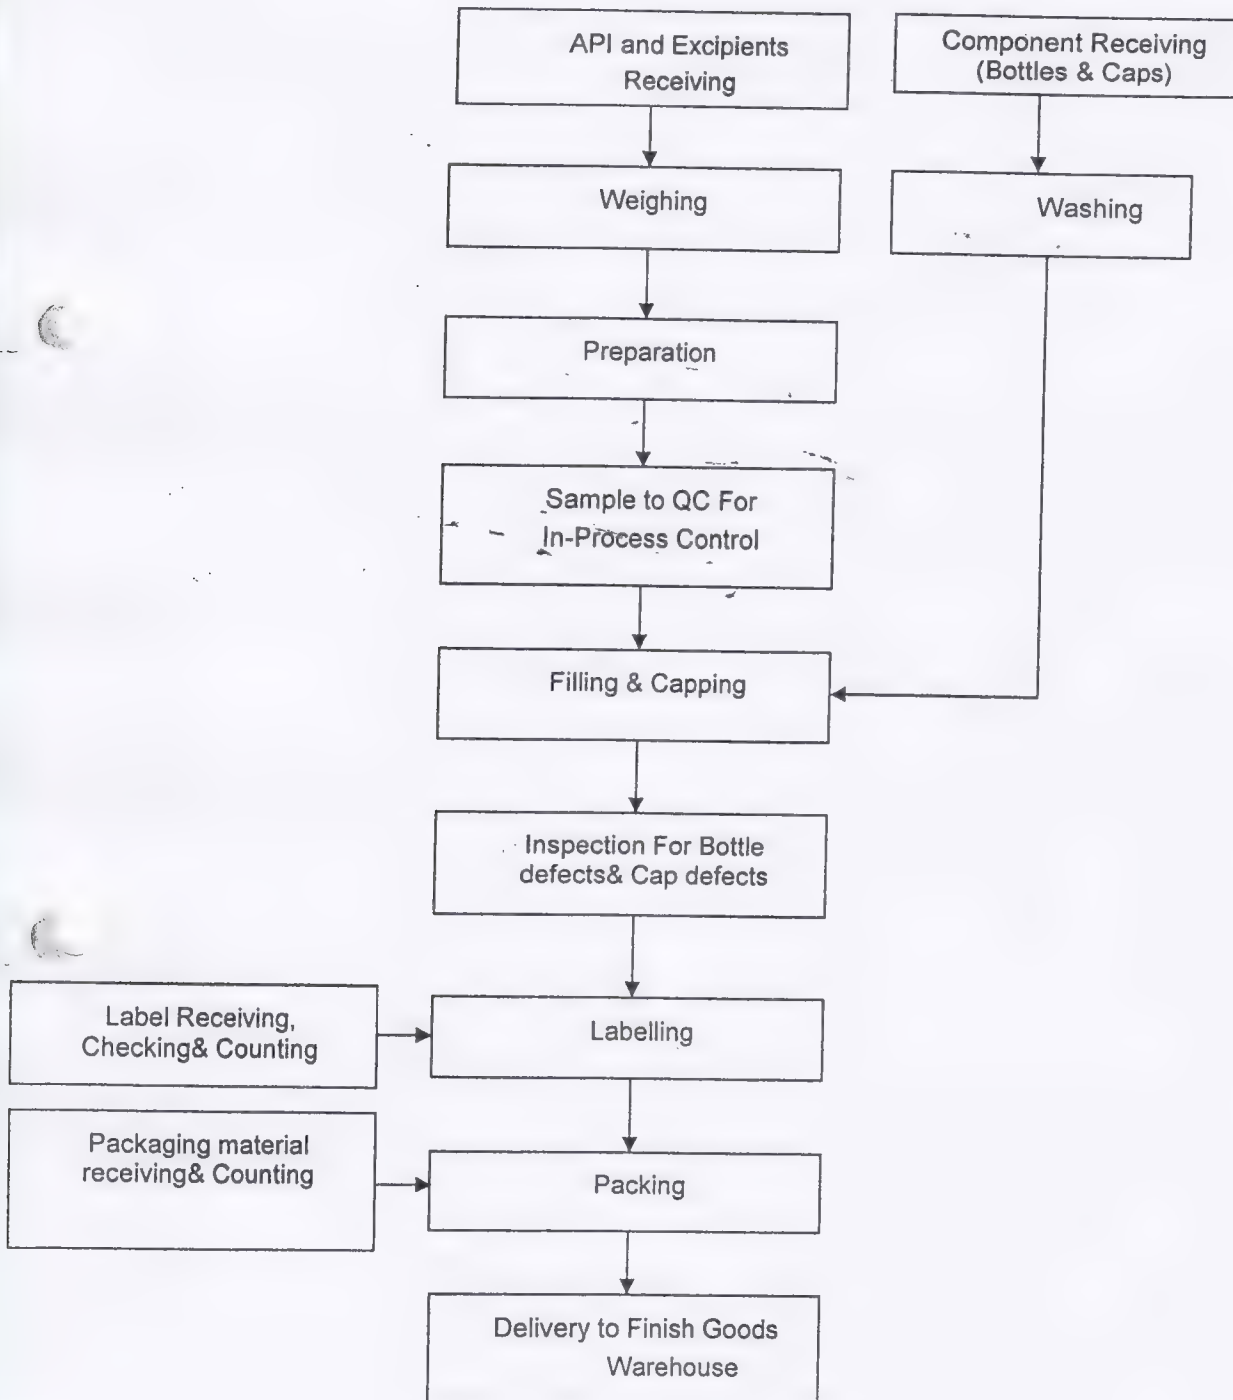 API and Excipients
Receiving
Component Receiving
(Bottles & Caps)
Weighing
Washing
Preparation
Sample to QC For
In-Process Control
Filling & Capping
Inspection For Bottle
defects& Cap defects
Label Receiving,
Checking& Counting
Labelling
Packaging material
receiving& Counting
Packing
Delivery to Finish Goods
Warehouse